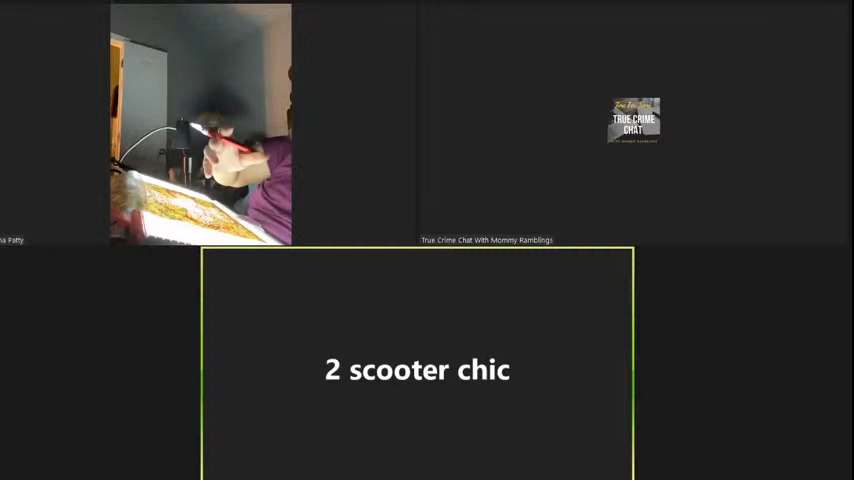 TRUE CRIME
CHAT
na Patty
True Crime Chat With Mommy Ramblings
2 scooter chic